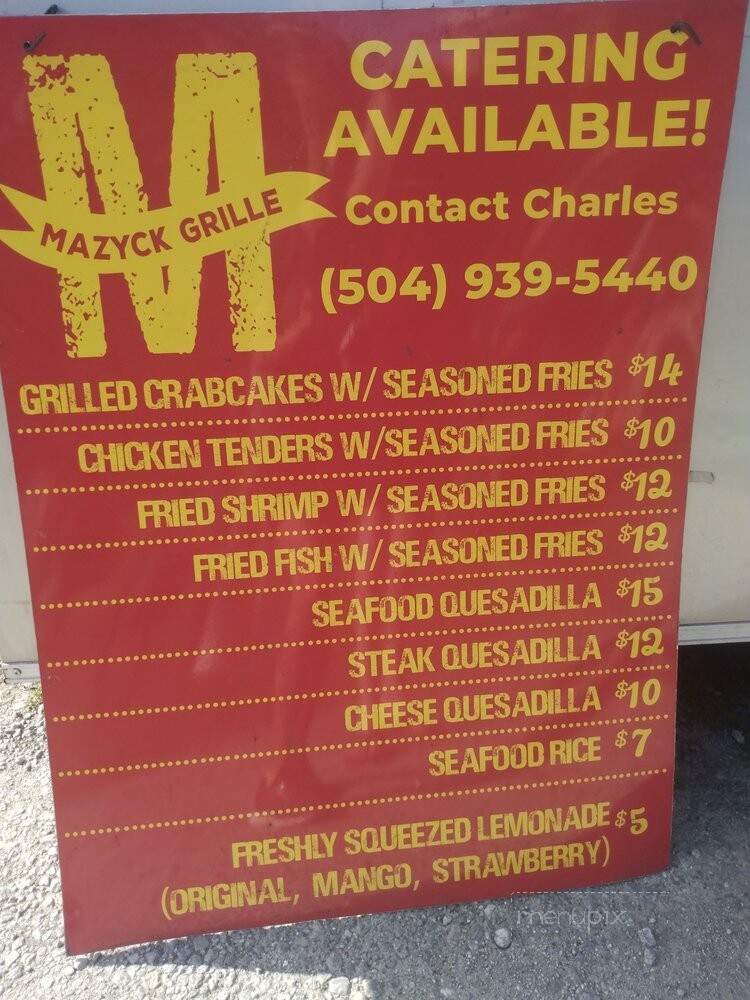 M
MAZYCK GRILLE
CATERING
AVAILABLE!
Contact Charles
(504) 939-5440
GRILLED CRABCAKES W/ SEASONED FRIES $14
CHICKEN TENDERS W/SEASONED FRIES $10
FRIED SHRIMP W/ SEASONED FRIES $12
FRIED FISH W/ SEASONED FRIES $12
SEAFOOD QUESADILLA $15
STEAK QUESADILLA $12
CHEESE QUESADILLA $10
SEAFOOD RICE $7
FRESHLY SQUEEZED LEMONADE $5
(ORIGINAL, MANGO, STRAWBERRY)
menupix